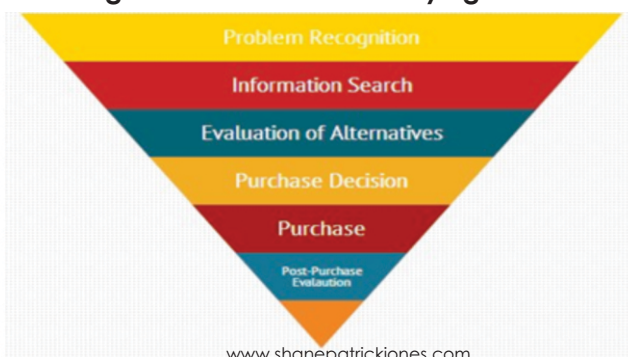 Problem Recognition
Information Search
Evaluation of Alternatives
Purchase Decision
Purchase
Post-Purchase
Evalaution
www.shanepatrickjones.com